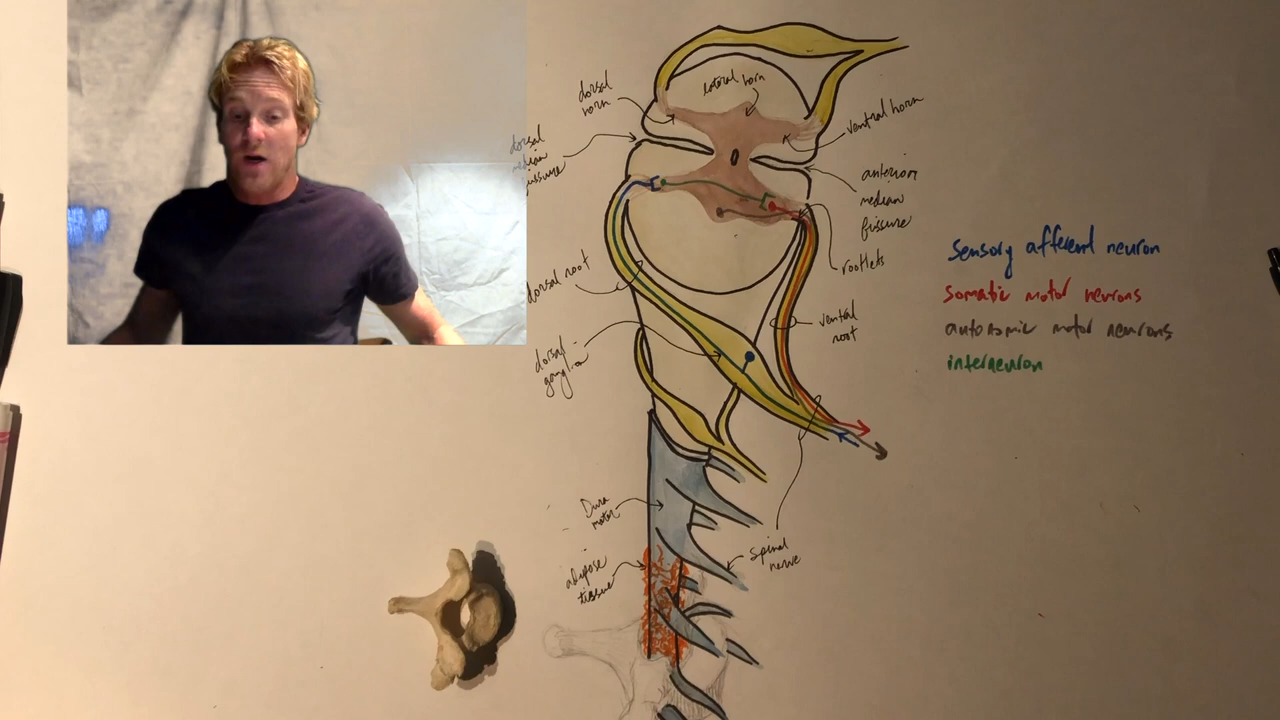 dorsal
horn
lateral horn
ventral horn
dorsal
median
fissure
anterior
median
fissure
rootlets
dorsal root
ventral
root
dorsal
ganglia
Sensory afferent neuron
somatic motor neurons
autonomic motor neurons
interneuron
Dura
mater
adipose
tissue
spinal
nerve